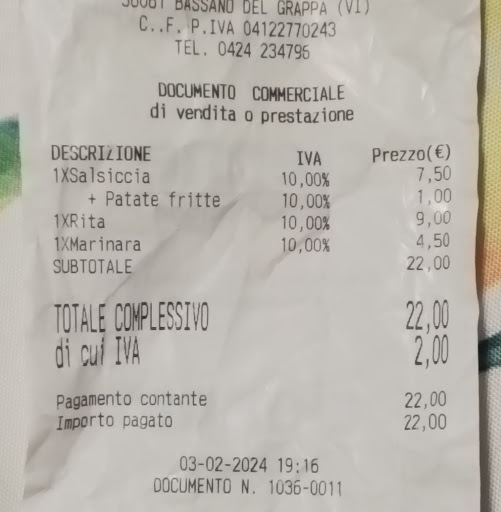 36061 BASSANO DEL GRAPPA (VI)
C..F. P.IVA 04122770243
TEL. 0424 234796
DOCUMENTO COMMERCIALE
di vendita o prestazione
DESCRIZIONE IVA Prezzo(€)
1XSalsiccia 10,00% 7,50
+ Patate fritte 10,00% 1,00
1XRita 10,00% 9,00
1XMarinara 10,00% 4,50
SUBTOTALE 22,00
TOTALE COMPLESSIVO 22,00
di cui IVA 2,00
Pagamento contante 22,00
Importo pagato 22,00
03-02-2024 19:16
DOCUMENTO N. 1036-0011